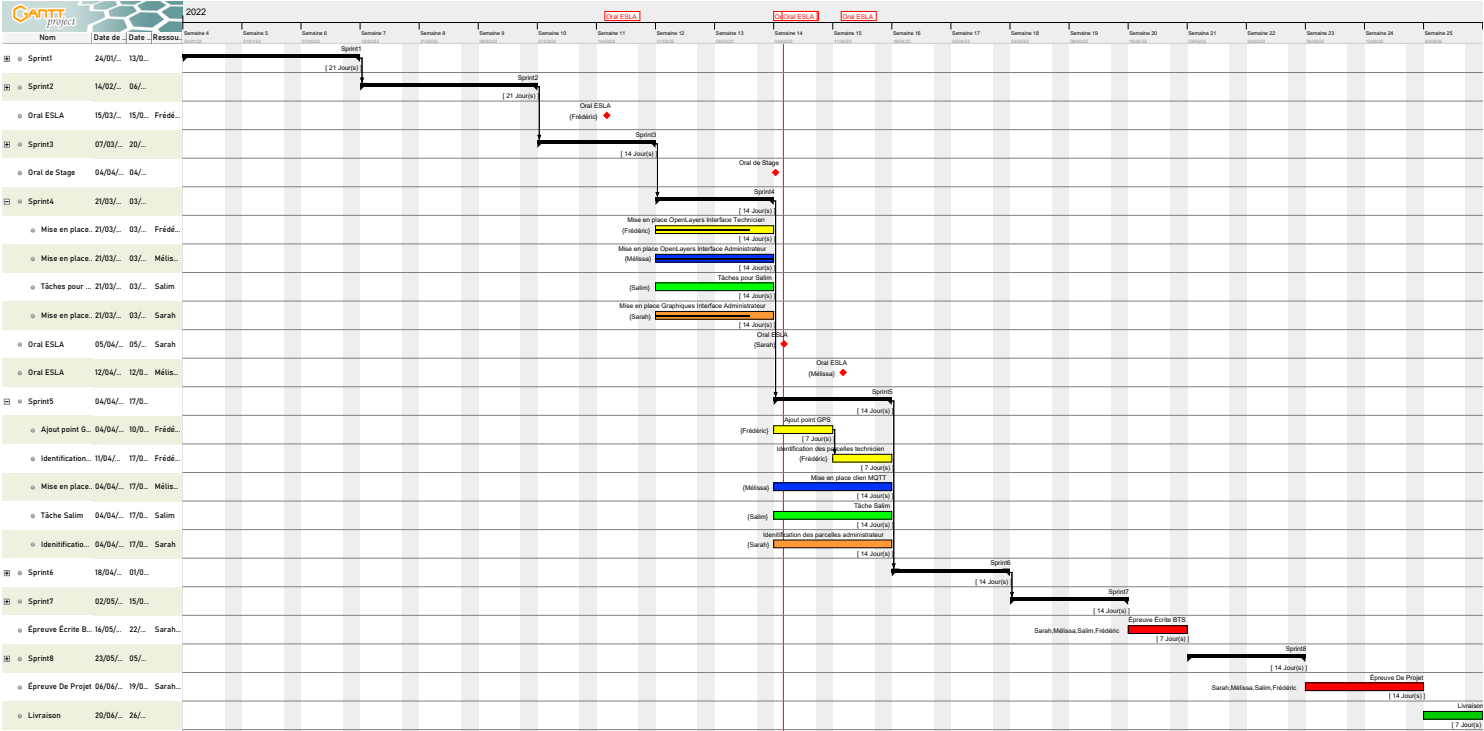 GANTT project
2022
Oral ESLA
Oral ESLA
Oral ESLA
Nom Date de .. Date .. Ressou..
Semaine 4 Semaine 5 Semaine 6 Semaine 7 Semaine 8 Semaine 9 Semaine 10 Semaine 11 Semaine 12 Semaine 13 Semaine 14 Semaine 15 Semaine 16 Semaine 17 Semaine 18 Semaine 19 Semaine 20 Semaine 21 Semaine 22 Semaine 23 Semaine 24 Semaine 25
Sprint1 24/01/... 13/0...
Sprint1
[ 21 Jour(s) ]
Sprint2 14/02/... 06/...
Sprint2
[ 21 Jour(s) ]
Oral ESLA 15/03/... 15/0... Frédé...
Oral ESLA
{Frédéric}
Sprint3 07/03/... 20/...
Sprint3
[ 14 Jour(s) ]
Oral de Stage 04/04/... 04/...
Oral de Stage
Sprint4 21/03/... 03/...
Sprint4
[ 14 Jour(s) ]
Mise en place.. 21/03/... 03/... Frédé...
Mise en place OpenLayers Interface Technicien
{Frédéric}
[ 14 Jour(s) ]
Mise en place.. 21/03/... 03/... Mélis...
Mise en place OpenLayers Interface Administrateur
{Mélissa}
[ 14 Jour(s) ]
Tâches pour ... 21/03/... 03/... Salim
Tâches pour Salim
{Salim}
[ 14 Jour(s) ]
Mise en place.. 21/03/... 03/... Sarah
Mise en place Graphiques Interface Administrateur
{Sarah}
[ 14 Jour(s) ]
Oral ESLA 05/04/... 05/... Sarah
Oral ESLA
{Sarah}
Oral ESLA 12/04/... 12/0... Mélis...
Oral ESLA
{Mélissa}
Sprint5 04/04/... 17/0...
Sprint5
[ 14 Jour(s) ]
Ajout point G... 04/04/... 10/0... Frédé...
Ajout point GPS
{Frédéric}
[ 7 Jour(s) ]
Identification... 11/04/... 17/0... Frédé...
Identification des parcelles technicien
{Frédéric}
[ 7 Jour(s) ]
Mise en place.. 04/04/... 17/0... Mélis...
Mise en place clien MQTT
{Mélissa}
[ 14 Jour(s) ]
Tâche Salim 04/04/... 17/0... Salim
Tâche Salim
{Salim}
[ 14 Jour(s) ]
Idenitificatio... 04/04/... 17/0... Sarah
Idenitification des parcelles administrateur
{Sarah}
[ 14 Jour(s) ]
Sprint6 18/04/... 01/0...
Sprint6
[ 14 Jour(s) ]
Sprint7 02/05/... 15/0...
Sprint7
[ 14 Jour(s) ]
Épreuve Écrite B... 16/05/... 22/... Sarah...
Épreuve Écrite BTS
Sarah,Mélissa,Salim,Frédéric
[ 7 Jour(s) ]
Sprint8 23/05/... 05/...
Sprint8
[ 14 Jour(s) ]
Épreuve De Projet 06/06/... 19/0... Sarah...
Épreuve De Projet
Sarah,Mélissa,Salim,Frédéric
[ 14 Jour(s) ]
Livraison 20/06/... 26/...
Livraison
[ 7 Jour(s)